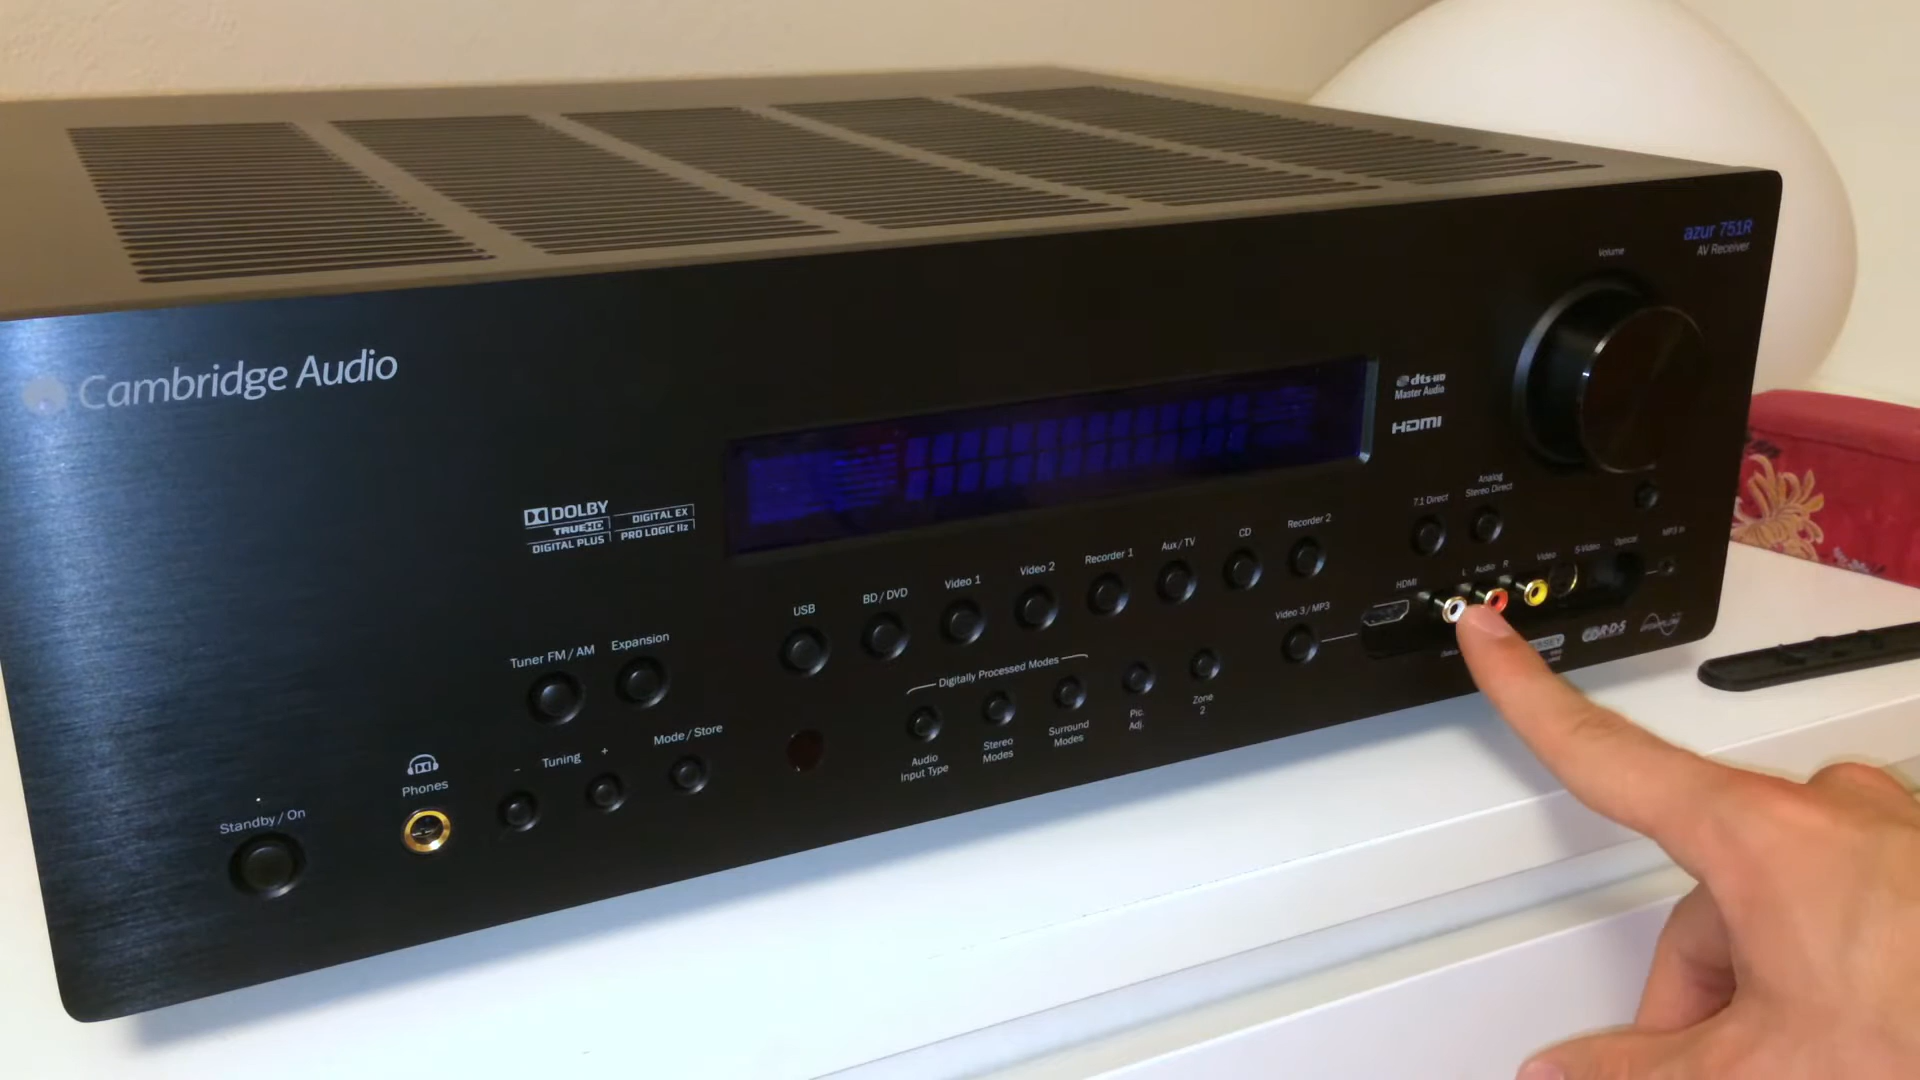 azur 751R
AV Receiver
Volume
Cambridge Audio
dts-HD
Master Audio
HDMI
DOLBY
TRUEHD
DIGITAL PLUS
DIGITAL EX
PRO LOGIC IIz
7.1 Direct
Analog
Stereo Direct
USB
BD / DVD
Video 1
Video 2
Recorder 1
Aux / TV
CD
Recorder 2
HDMI
L Audio R
Video
S-Video
Optical
MP3 In
Video 3 / MP3
Tuner FM / AM
Expansion
Digitally Processed Modes
Audio
Input Type
Stereo
Modes
Surround
Modes
Pic.
Adj.
Zone
2
R·D·S
- Tuning +
Mode / Store
Phones
Standby / On